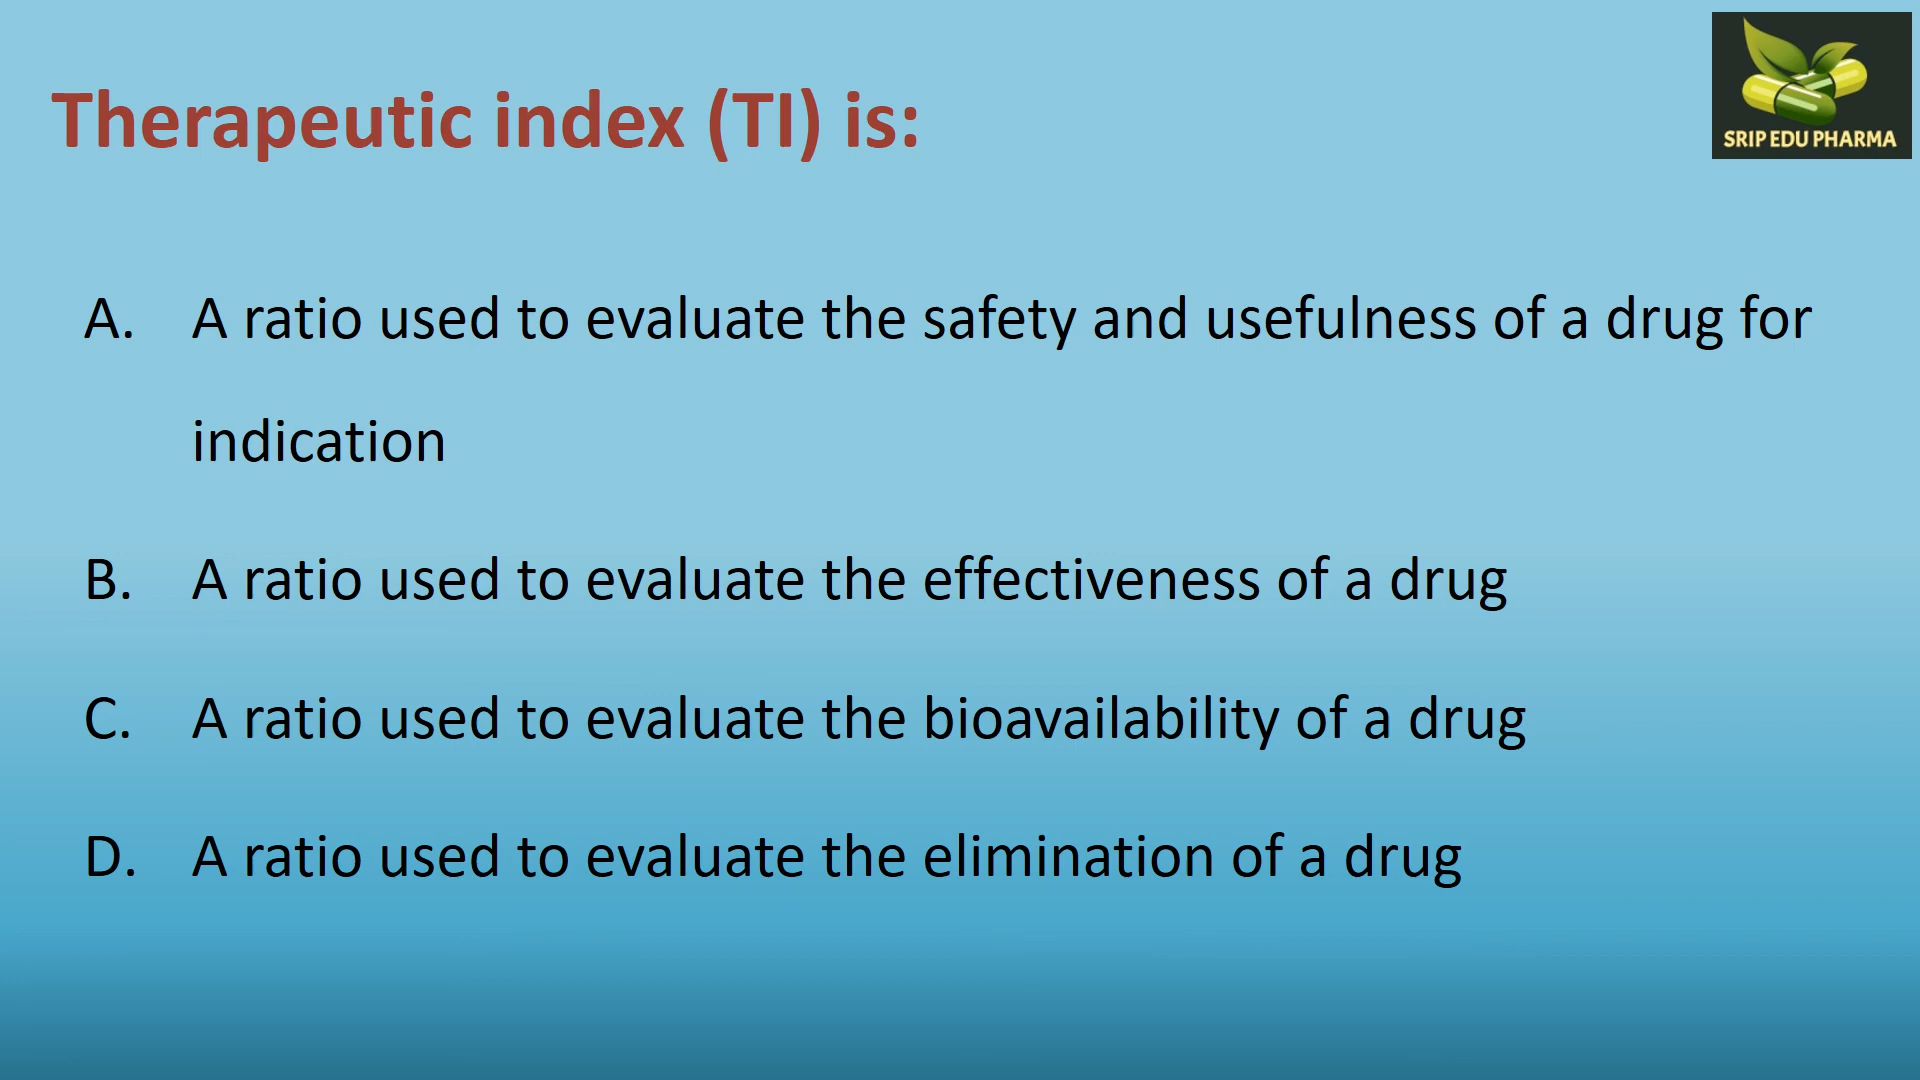 SRIP EDU PHARMA
Therapeutic index (TI) is:
A. A ratio used to evaluate the safety and usefulness of a drug for
indication
B. A ratio used to evaluate the effectiveness of a drug
C. A ratio used to evaluate the bioavailability of a drug
D. A ratio used to evaluate the elimination of a drug